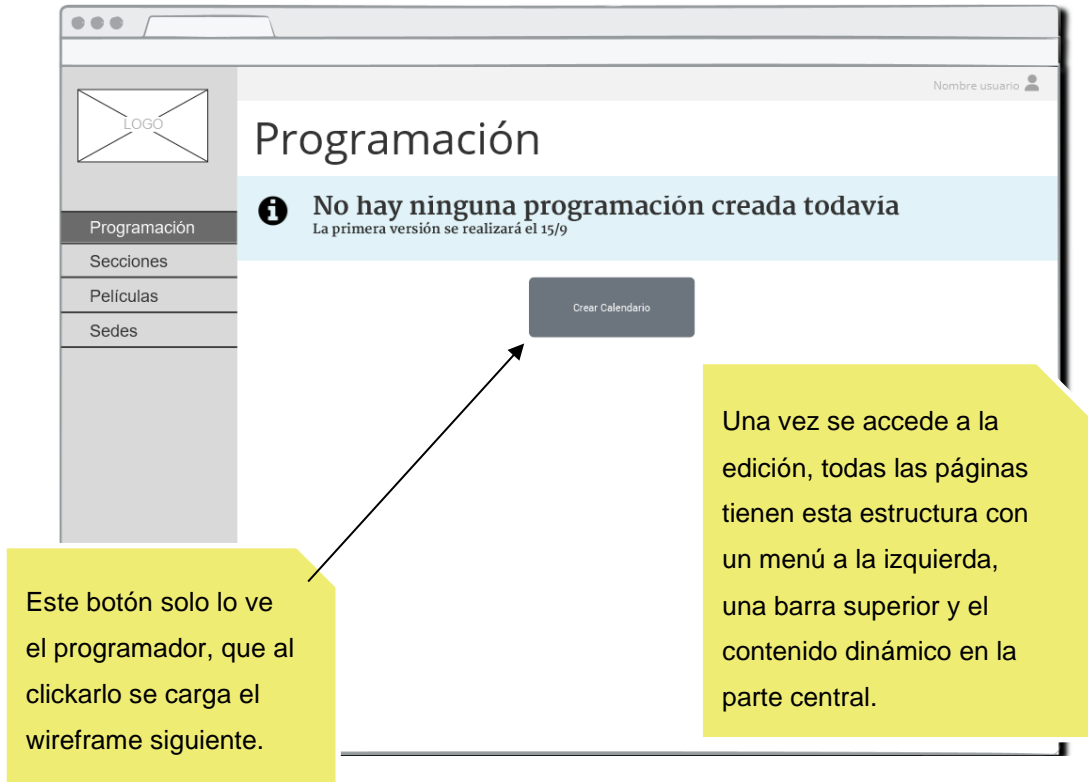 Nombre usuario
LOGO
Programación
No hay ninguna programación creada todavía
La primera versión se realizará el 15/9
Programación
Secciones
Películas
Sedes
Crear Calendario
Una vez se accede a la
edición, todas las páginas
tienen esta estructura con
un menú a la izquierda,
una barra superior y el
contenido dinámico en la
parte central.
Este botón solo lo ve
el programador, que al
clickarlo se carga el
wireframe siguiente.